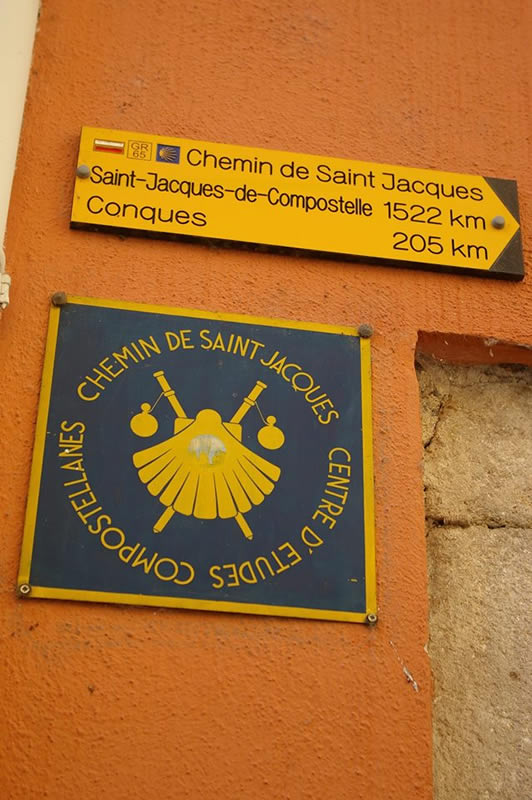 GR
65
Chemin de Saint Jacques
Saint-Jacques-de-Compostelle 1522 km
Conques 205 km
CHEMIN DE SAINT JACQUES
CENTRE D'ETUDES COMPOSTELLANES